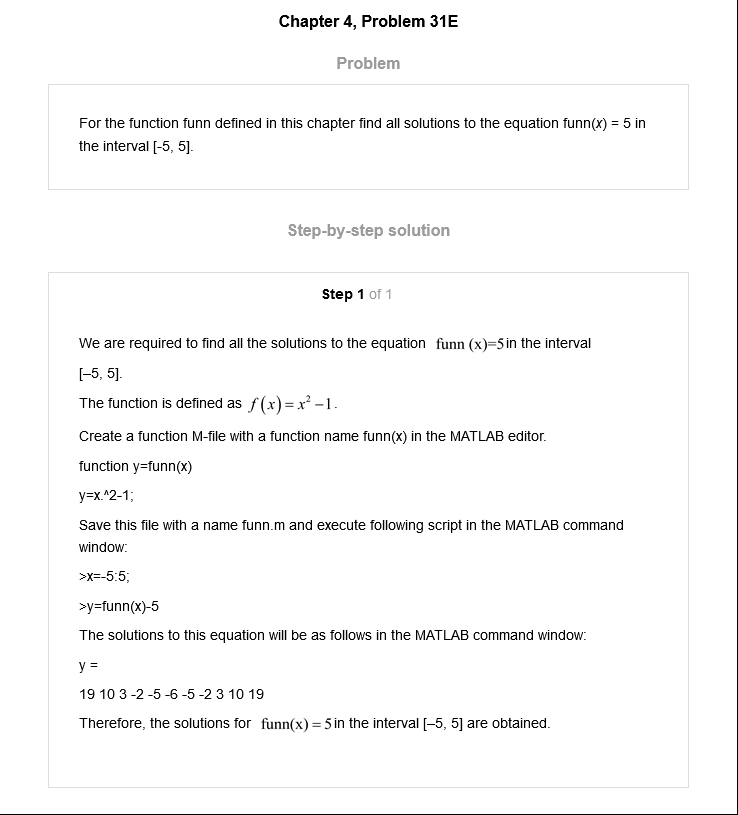 Chapter 4, Problem 31E
Problem
For the function funn defined in this chapter find all solutions to the equation funn(x) = 5 in
the interval [-5, 5].
Step-by-step solution
Step 1 of 1
We are required to find all the solutions to the equation funn (x)=5 in the interval
[–5, 5].
The function is defined as f(x)=x²–1.
Create a function M-file with a function name funn(x) in the MATLAB editor.
function y=funn(x)
y=x.^2-1;
Save this file with a name funn.m and execute following script in the MATLAB command
window:
>x=-5:5;
>y=funn(x)-5
The solutions to this equation will be as follows in the MATLAB command window:
y =
19 10 3 -2 -5 -6 -5 -2 3 10 19
Therefore, the solutions for funn(x) = 5 in the interval [–5, 5] are obtained.